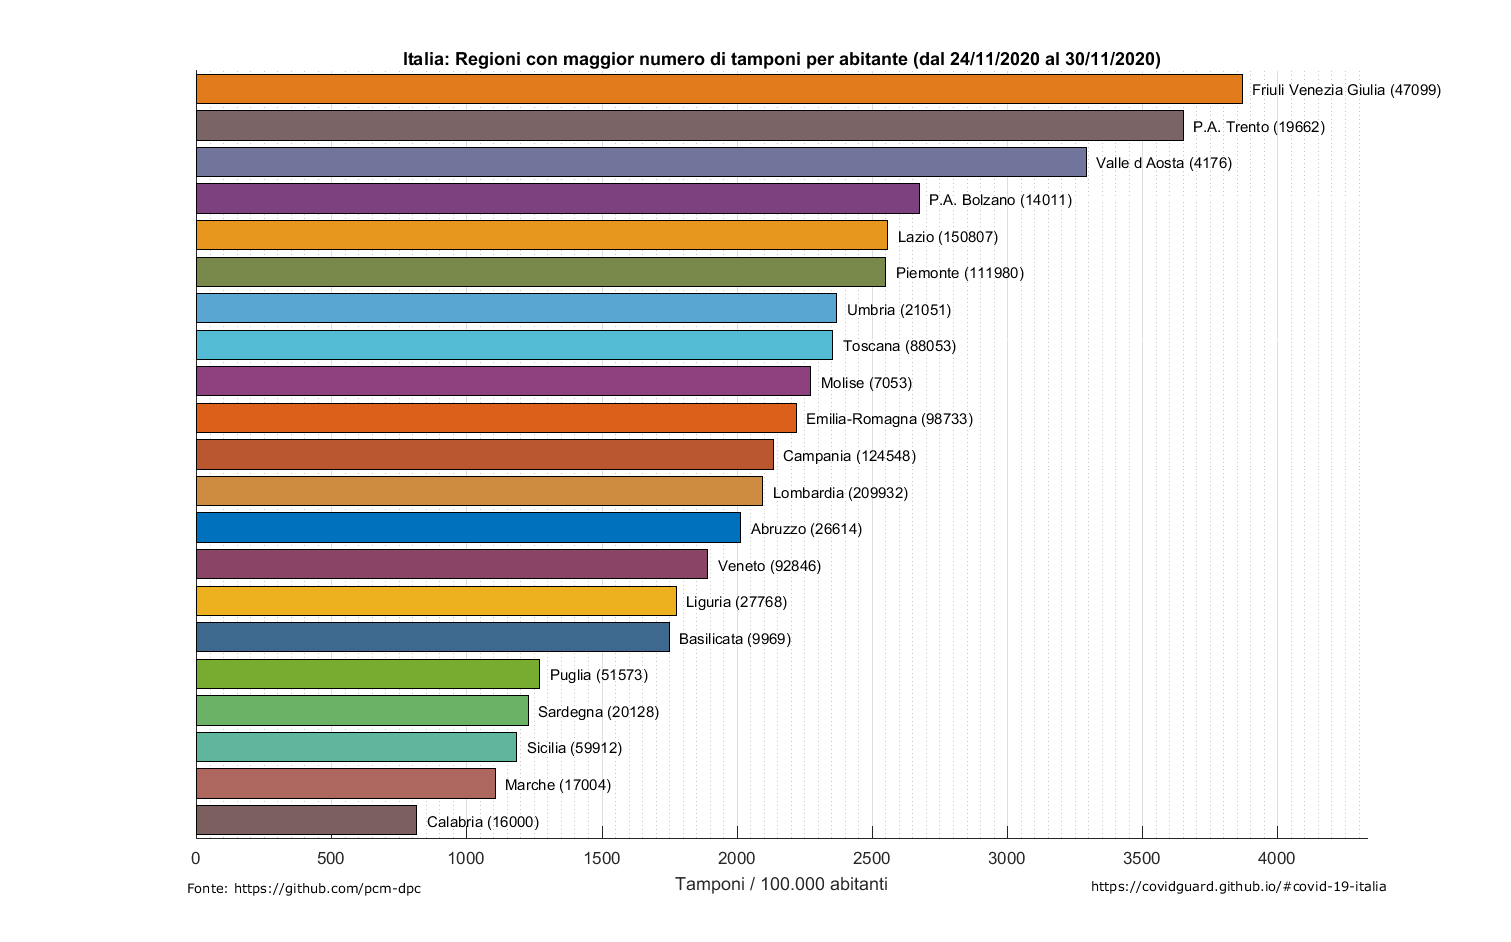 Italia: Regioni con maggior numero di tamponi per abitante (dal 24/11/2020 al 30/11/2020)
Friuli Venezia Giulia (47099)
P.A. Trento (19662)
Valle d Aosta (4176)
P.A. Bolzano (14011)
Lazio (150807)
Piemonte (111980)
Umbria (21051)
Toscana (88053)
Molise (7053)
Emilia-Romagna (98733)
Campania (124548)
Lombardia (209932)
Abruzzo (26614)
Veneto (92846)
Liguria (27768)
Basilicata (9969)
Puglia (51573)
Sardegna (20128)
Sicilia (59912)
Marche (17004)
Calabria (16000)
0 500 1000 1500 2000 2500 3000 3500 4000
Tamponi / 100.000 abitanti
Fonte: https://github.com/pcm-dpc
https://covidguard.github.io/#covid-19-italia